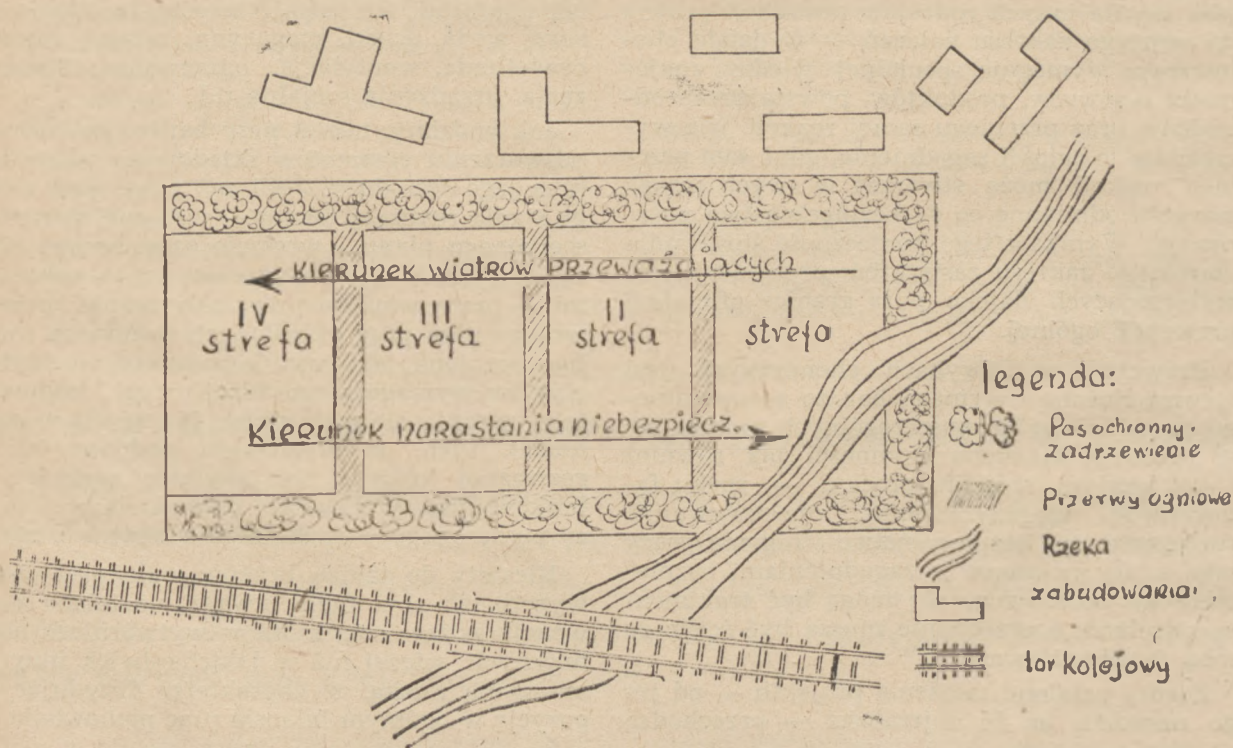 KIERUNEK WIATRÓW PRZEWAŻAJĄCYCH
IV
strefa
III
strefa
II
strefa
I
strefa
KIERUNEK NARASTANIA NIEBEZPIECZ.
legenda:
Pas ochronny.
zadrzewienie
Przerwy ogniowe
Rzeka
zabudowania
tor kolejowy